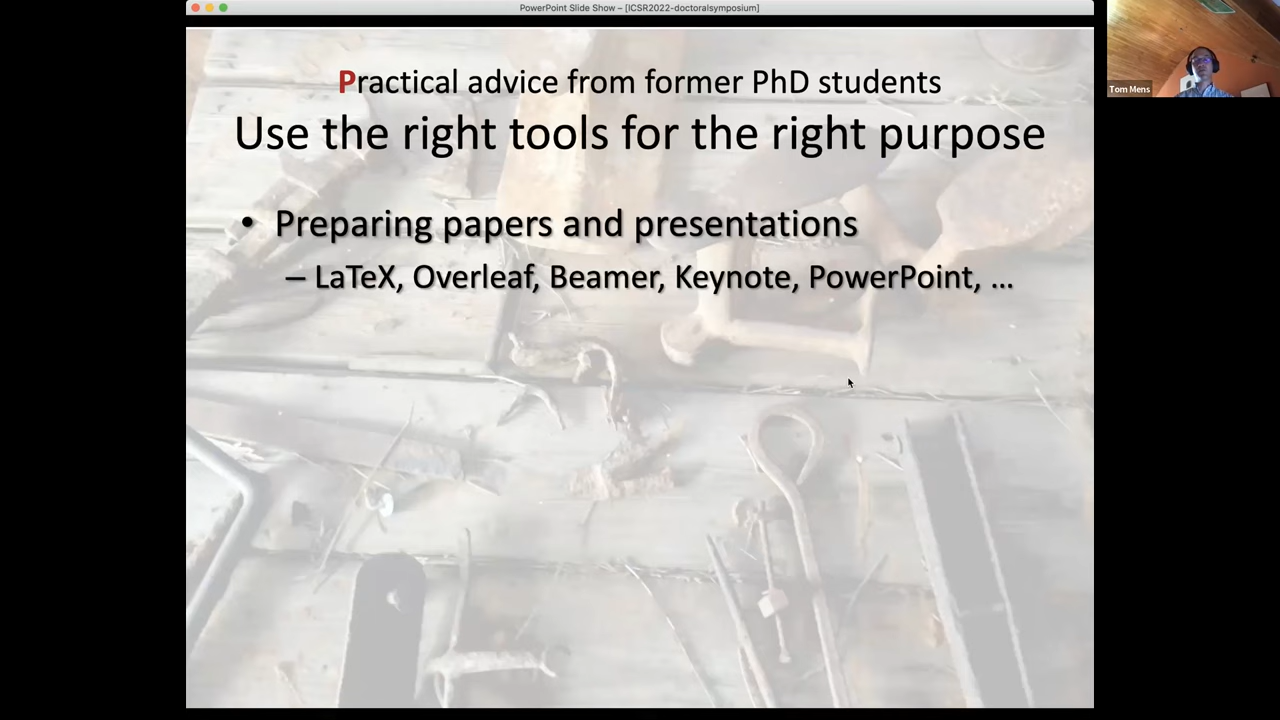 PowerPoint Slide Show – [ICSR2022-doctoralsymposium]
Practical advice from former PhD students
Use the right tools for the right purpose
• Preparing papers and presentations
– LaTeX, Overleaf, Beamer, Keynote, PowerPoint, ...
Tom Mens